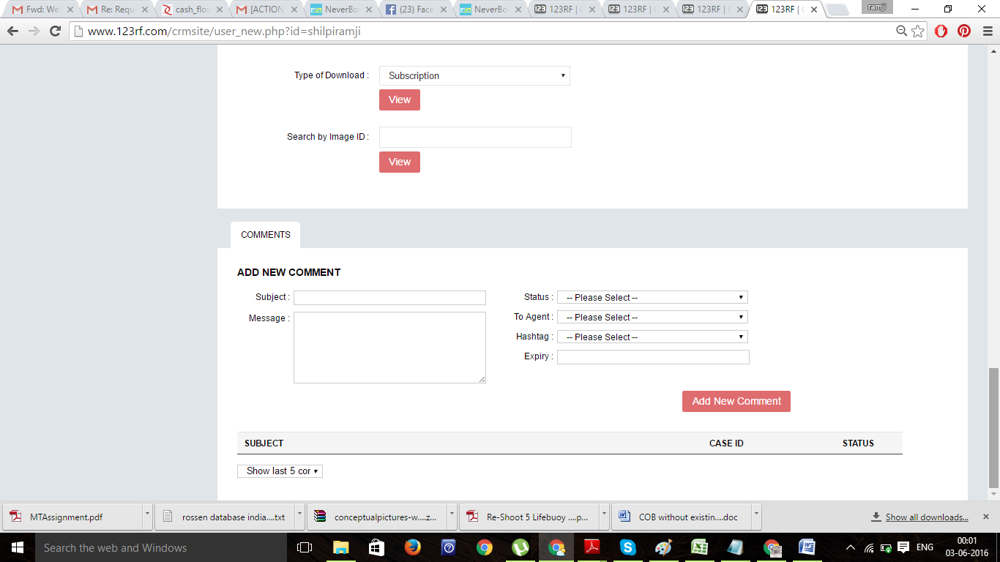 Fwd: We
Re: Requ
cash_flow
[ACTION
NeverBo
(23) Face
NeverBo
123RF | C
123RF | C
123RF | C
123RF | C
ramji
www.123rf.com/crmsite/user_new.php?id=shilpiramji
Type of Download :
Subscription
View
Search by Image ID :
View
COMMENTS
ADD NEW COMMENT
Subject :
Status :
-- Please Select --
Message :
To Agent :
-- Please Select --
Hashtag :
-- Please Select --
Expiry :
Add New Comment
SUBJECT
CASE ID
STATUS
Show last 5 cor
MTAssignment.pdf
rossen database india....txt
conceptualpictures-w....z...
Re-Shoot 5 Lifebuoy ....p...
COB without existin....doc
Show all downloads...
Search the web and Windows
ENG
00:01
03-06-2016